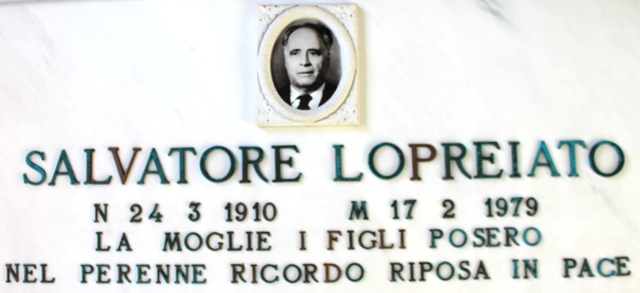 SALVATORE LOPREIATO
N 24 3 1910 M 17 2 1979
LA MOGLIE I FIGLI POSERO
NEL PERENNE RICORDO RIPOSA IN PACE